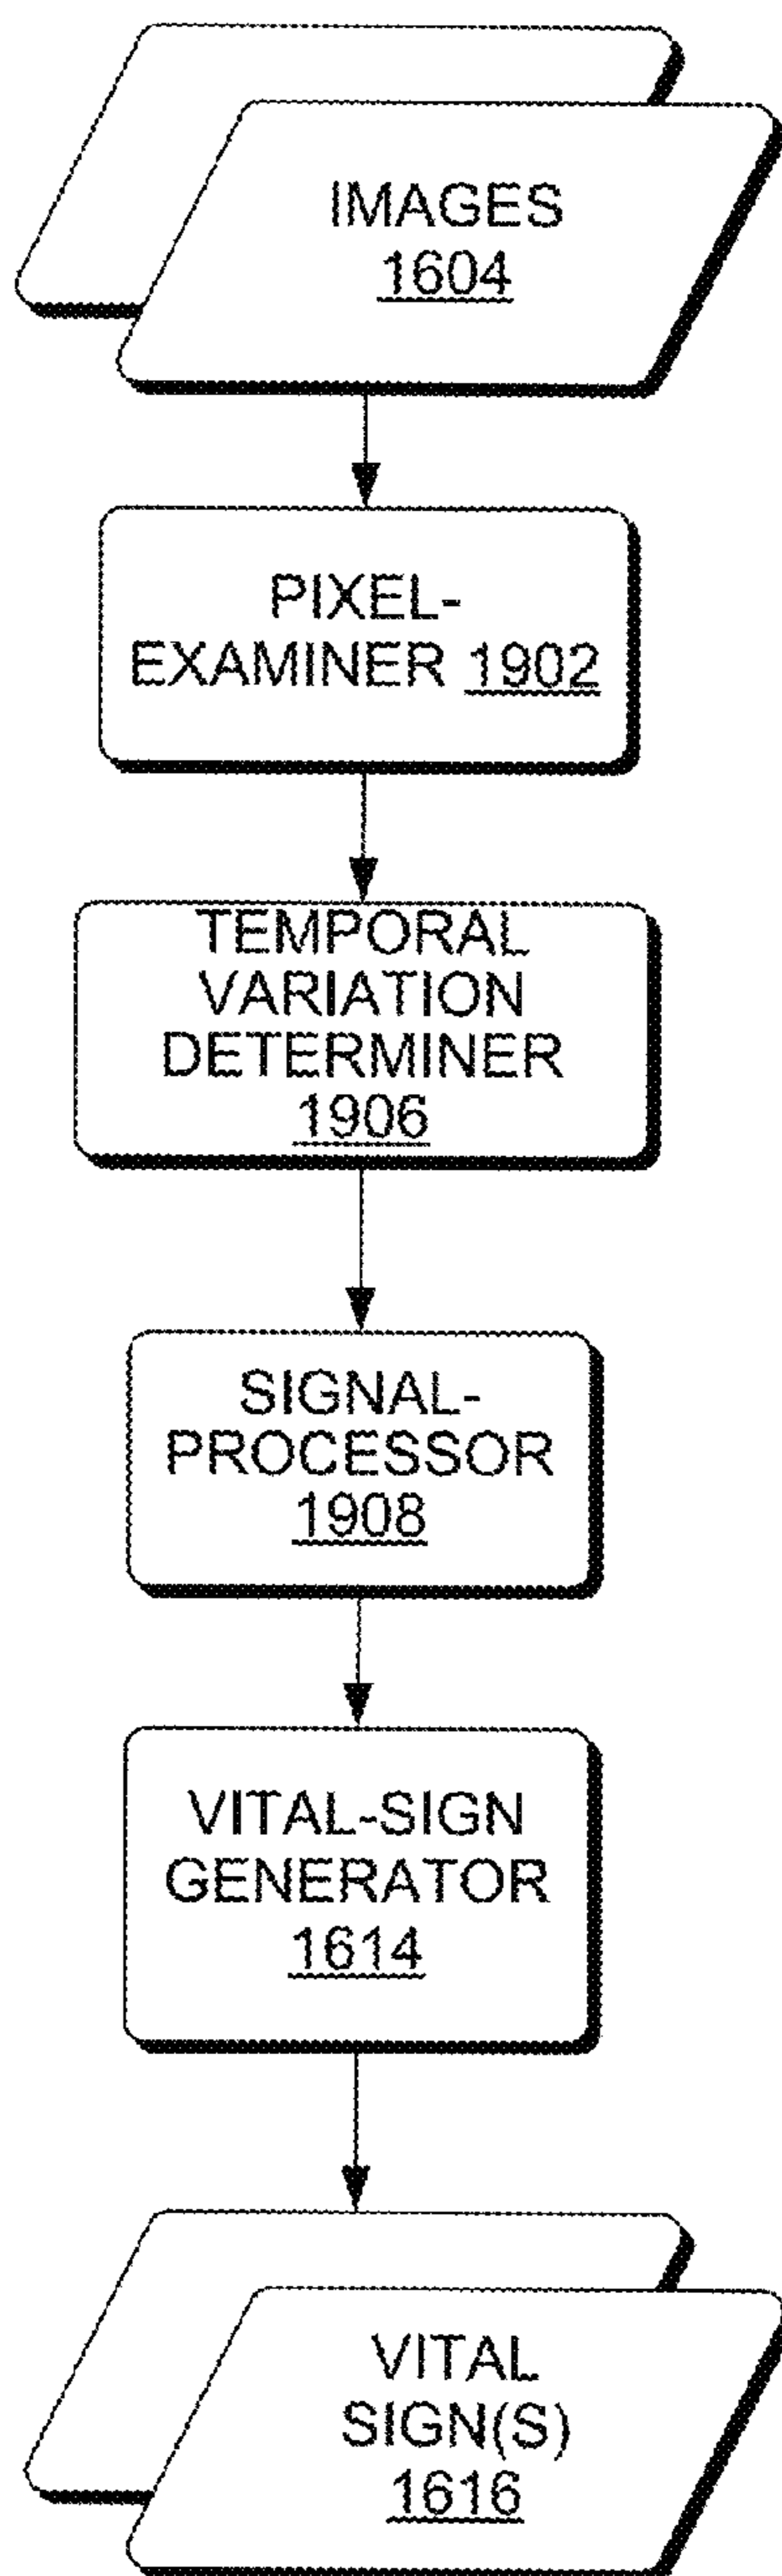 IMAGES
1604
PIXEL-
EXAMINER 1902
TEMPORAL
VARIATION
DETERMINER
1906
SIGNAL-
PROCESSOR
1908
VITAL-SIGN
GENERATOR
1614
VITAL
SIGN(S)
1616